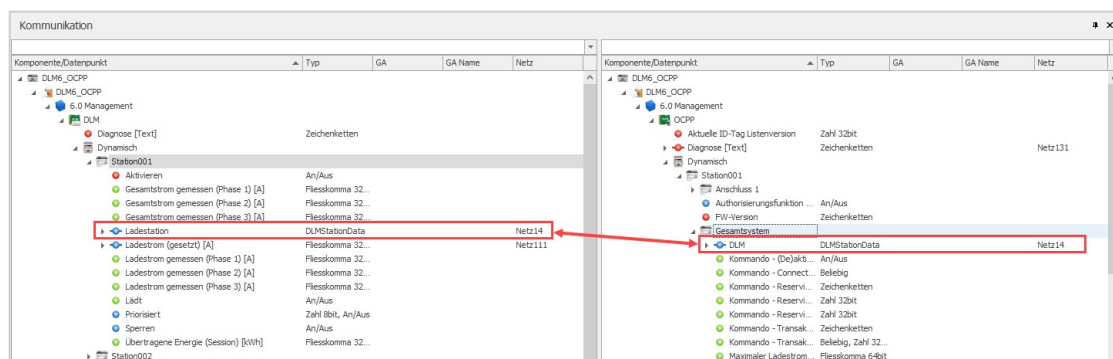 Kommunikation
Komponente/Datenpunkt Typ GA GA Name Netz
DLM6_OCPP
DLM6_OCPP
6.0 Management
DLM
Diagnose [Text] Zeichenketten
Dynamisch
Station001
Aktivieren An/Aus
Gesamtstrom gemessen (Phase 1) [A] Fliesskomma 32...
Gesamtstrom gemessen (Phase 2) [A] Fliesskomma 32...
Gesamtstrom gemessen (Phase 3) [A] Fliesskomma 32...
Ladestation DLMStationData Netz14
Ladestrom (gesetzt) [A] Fliesskomma 32... Netz111
Ladestrom gemessen (Phase 1) [A] Fliesskomma 32...
Ladestrom gemessen (Phase 2) [A] Fliesskomma 32...
Ladestrom gemessen (Phase 3) [A] Fliesskomma 32...
Lädt An/Aus
Priorisiert Zahl 8bit, An/Aus
Sperren An/Aus
Übertragene Energie (Session) [kWh] Fliesskomma 32...
Station002
Komponente/Datenpunkt Typ GA GA Name Netz
DLM6_OCPP
DLM6_OCPP
6.0 Management
OCPP
Aktuelle ID-Tag Listenversion Zahl 32bit
Diagnose [Text] Zeichenketten Netz131
Dynamisch
Station001
Anschluss 1
Authorisierungsfunktion ... An/Aus
FW-Version Zeichenketten
Gesamtsystem
DLM DLMStationData Netz14
Kommando - (De)akti... An/Aus
Kommando - Connect... Beliebig
Kommando - Reservi... Zeichenketten
Kommando - Reservi... Zahl 32bit
Kommando - Reservi... Zahl 32bit
Kommando - Transak... Zeichenketten
Kommando - Transak... Beliebig, Zahl 32...
Maximaler Ladestrom... Fliesskomma 64bit